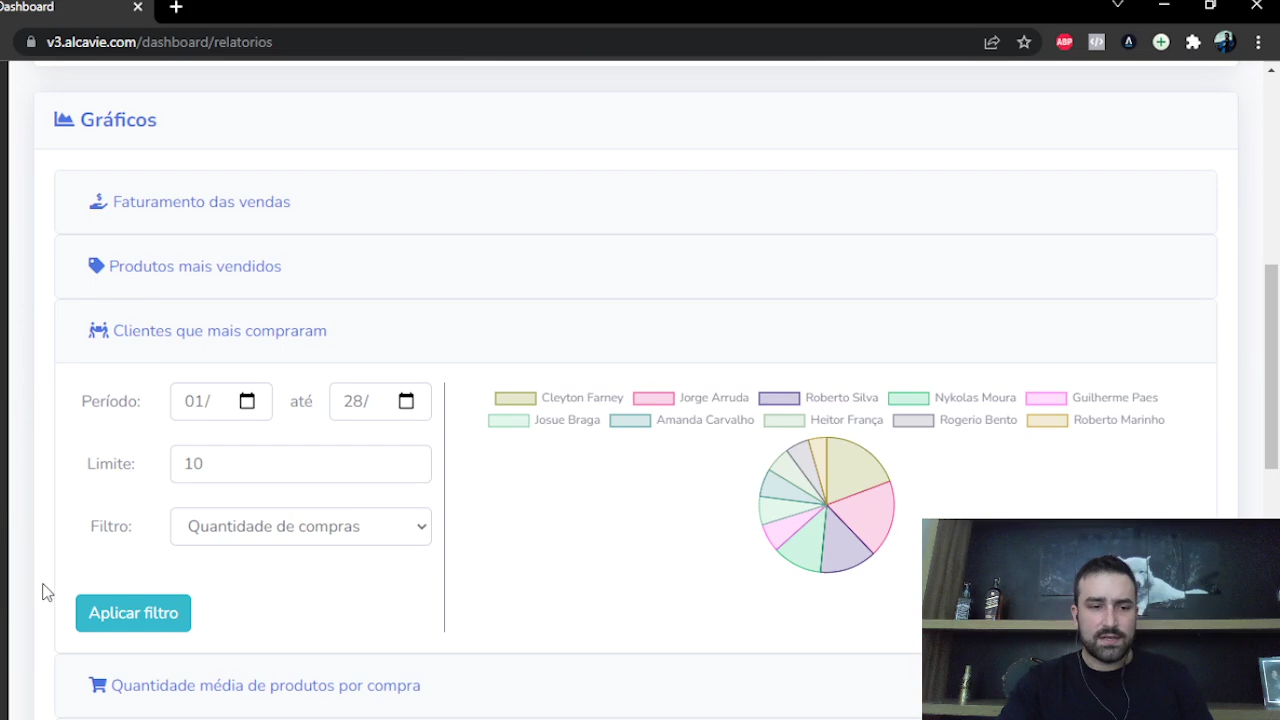 Dashboard
v3.alcavie.com/dashboard/relatorios
ABP
Gráficos
Faturamento das vendas
Produtos mais vendidos
Clientes que mais compraram
Período: 01/ até 28/
Limite: 10
Filtro: Quantidade de compras
Aplicar filtro
Cleyton Farney Jorge Arruda Roberto Silva Nykolas Moura Guilherme Paes
Josue Braga Amanda Carvalho Heitor França Rogerio Bento Roberto Marinho
Quantidade média de produtos por compra